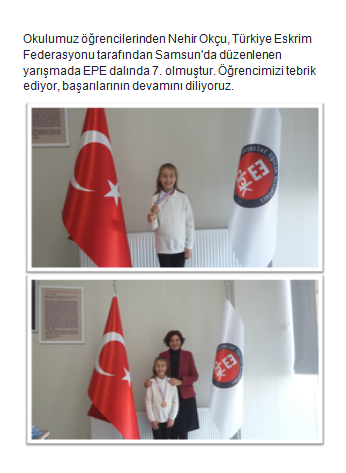 Okulumuz öğrencilerinden Nehir Okçu, Türkiye Eskrim
Federasyonu tarafından Samsun'da düzenlenen
yarışmada EPE dalında 7. olmuştur. Öğrencimizi tebrik
ediyor, başarılarının devamını diliyoruz.